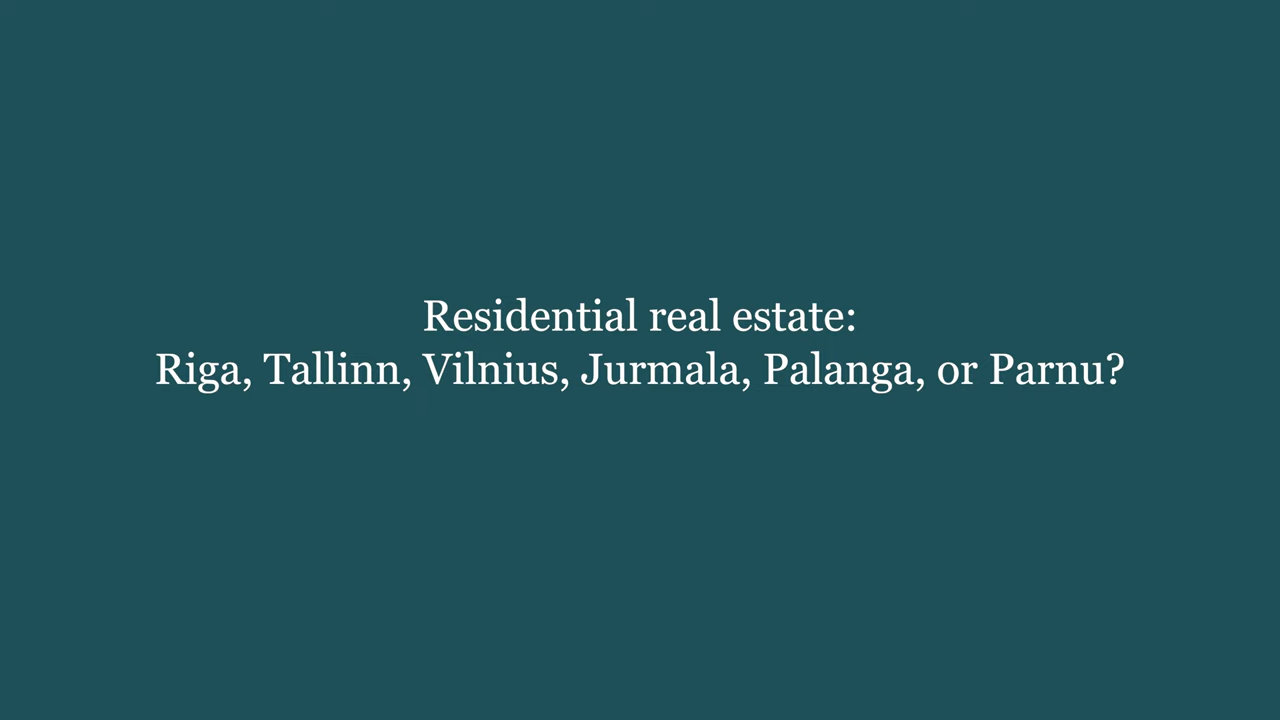 Residential real estate:
Riga, Tallinn, Vilnius, Jurmala, Palanga, or Parnu?